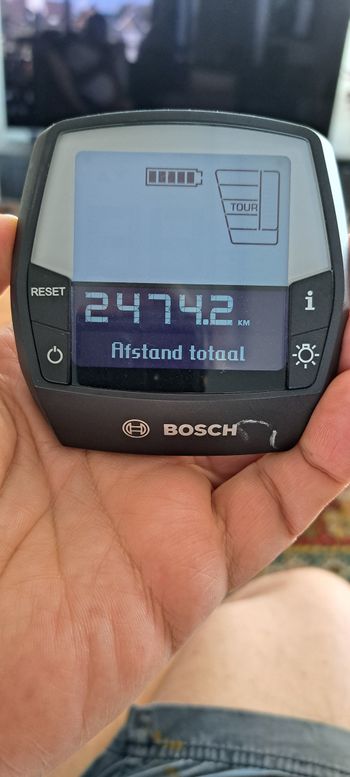 TOUR
RESET
2474.2 KM
i
Afstand totaal
BOSCH